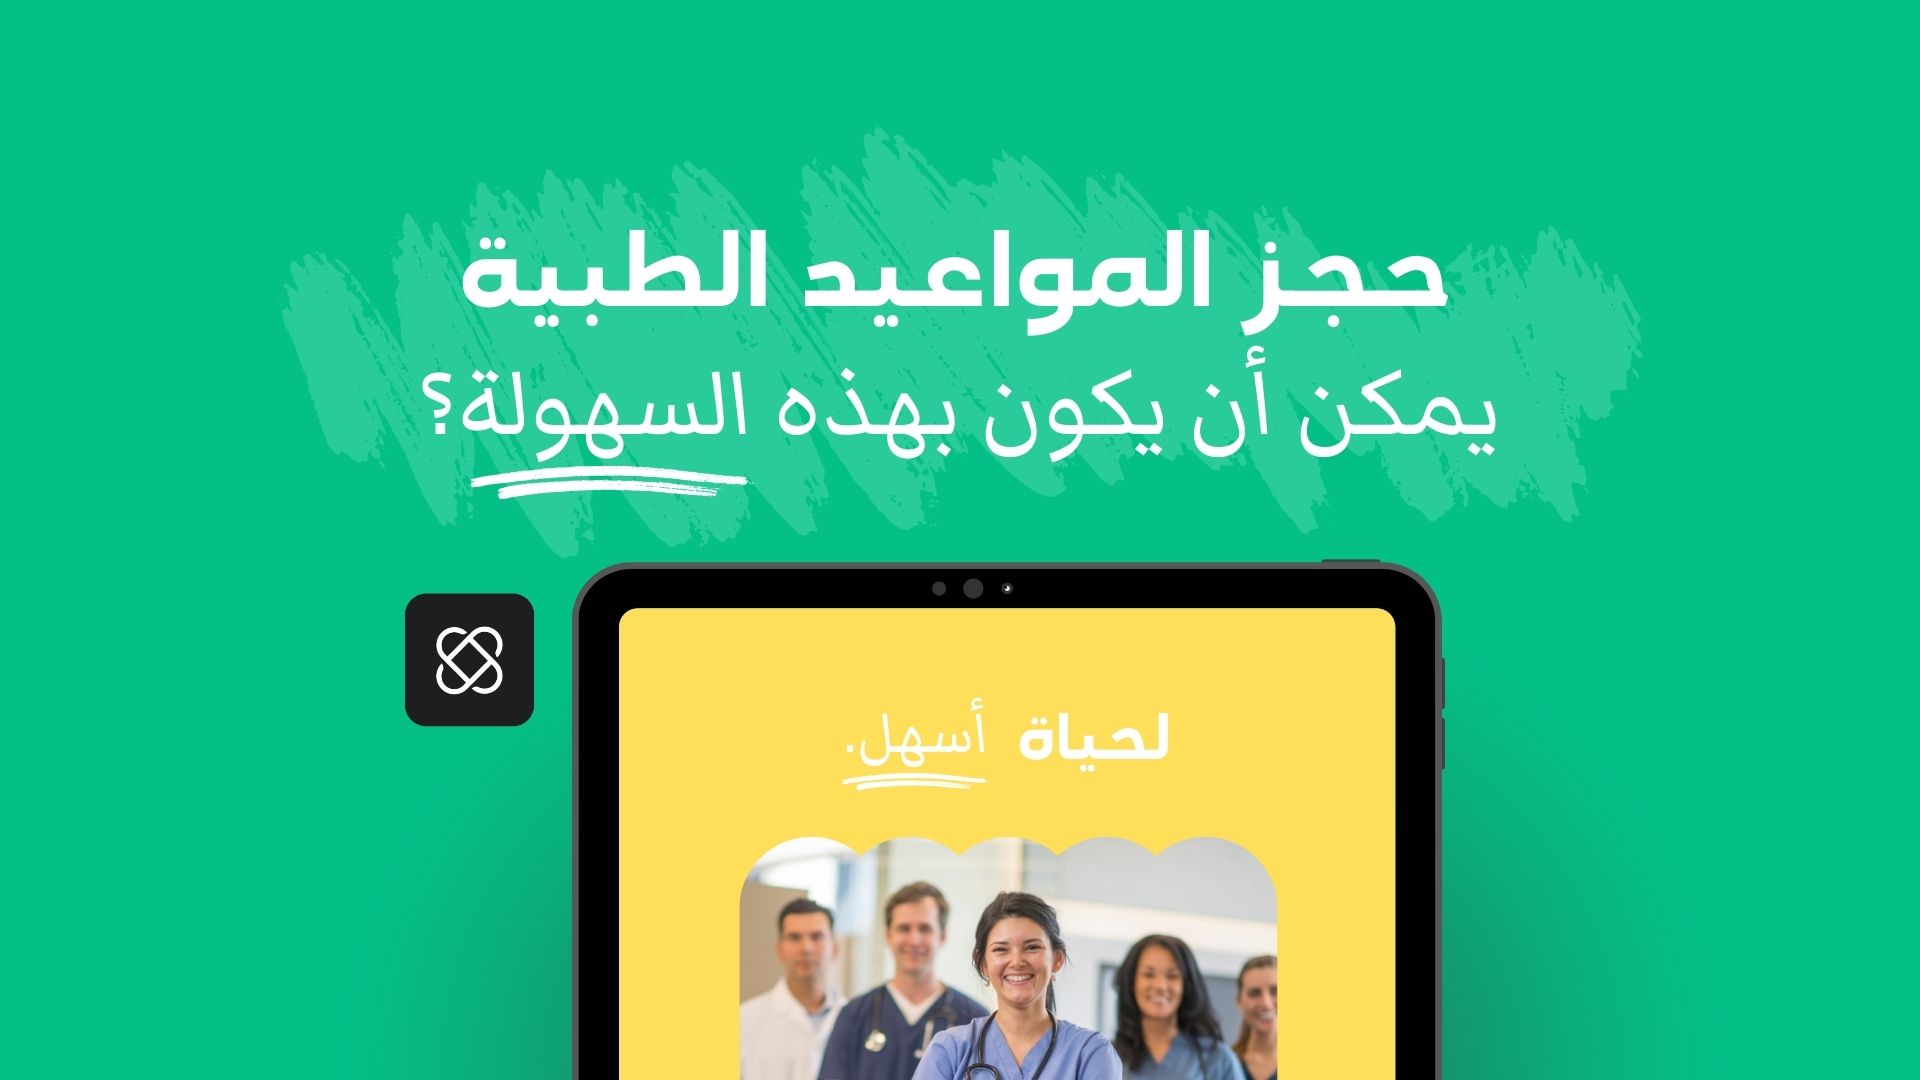 حجز المواعيد الطبية
يمكن أن يكون بهذه السهولة؟
لحياة أسهل.